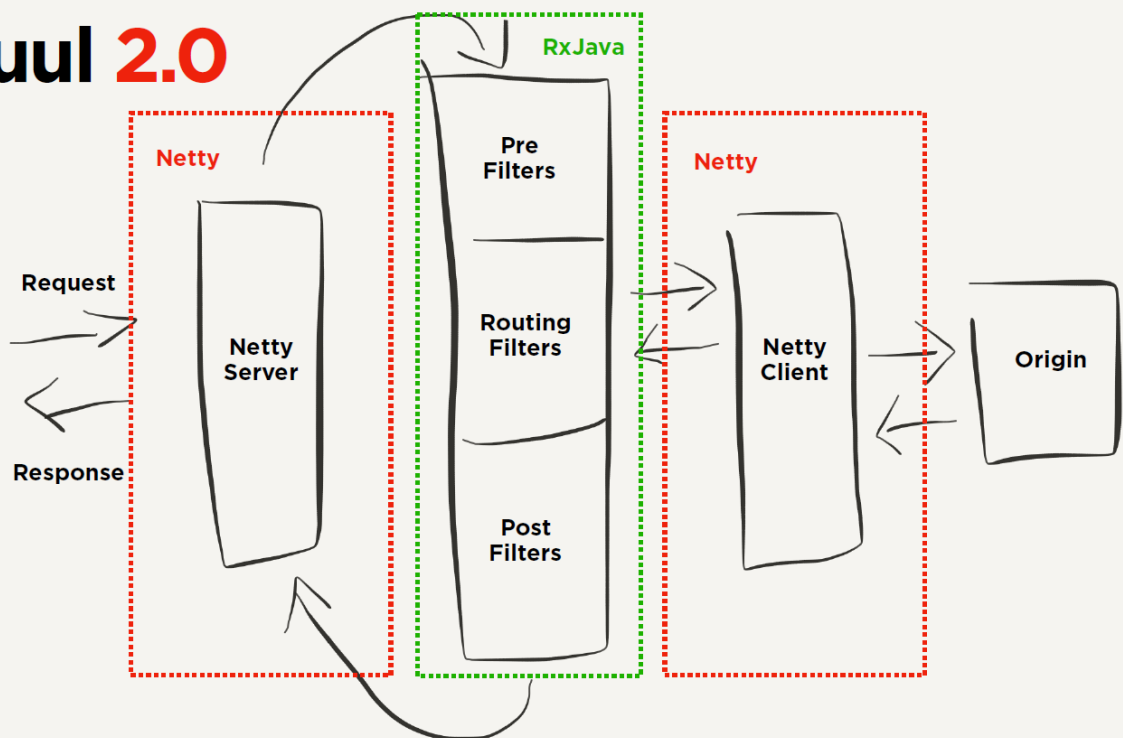 uul 2.0
RxJava
Netty
Pre
Filters
Netty
Request
Netty
Server
Routing
Filters
Netty
Client
Origin
Response
Post
Filters